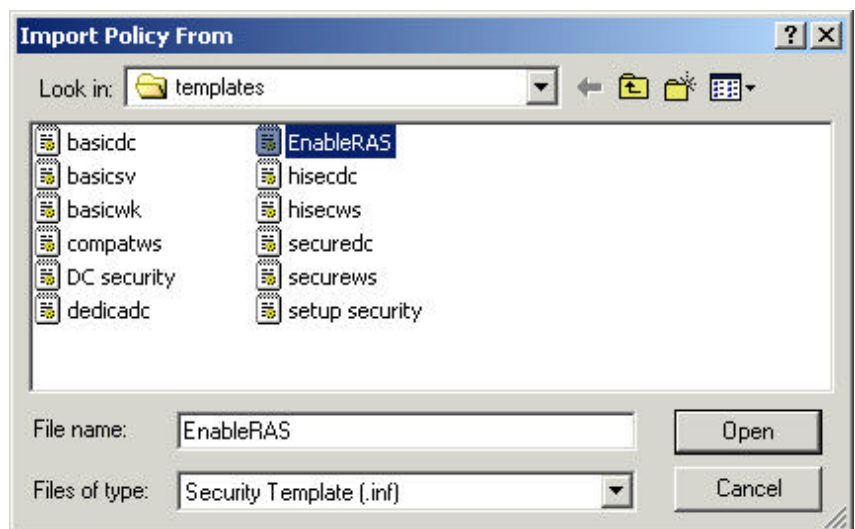 Import Policy From
Look in: templates
basicdc
basicsv
basicwk
compatws
DC security
dedicadc
EnableRAS
hisecdc
hisecws
securedc
securews
setup security
File name: EnableRAS
Open
Files of type: Security Template (.inf)
Cancel